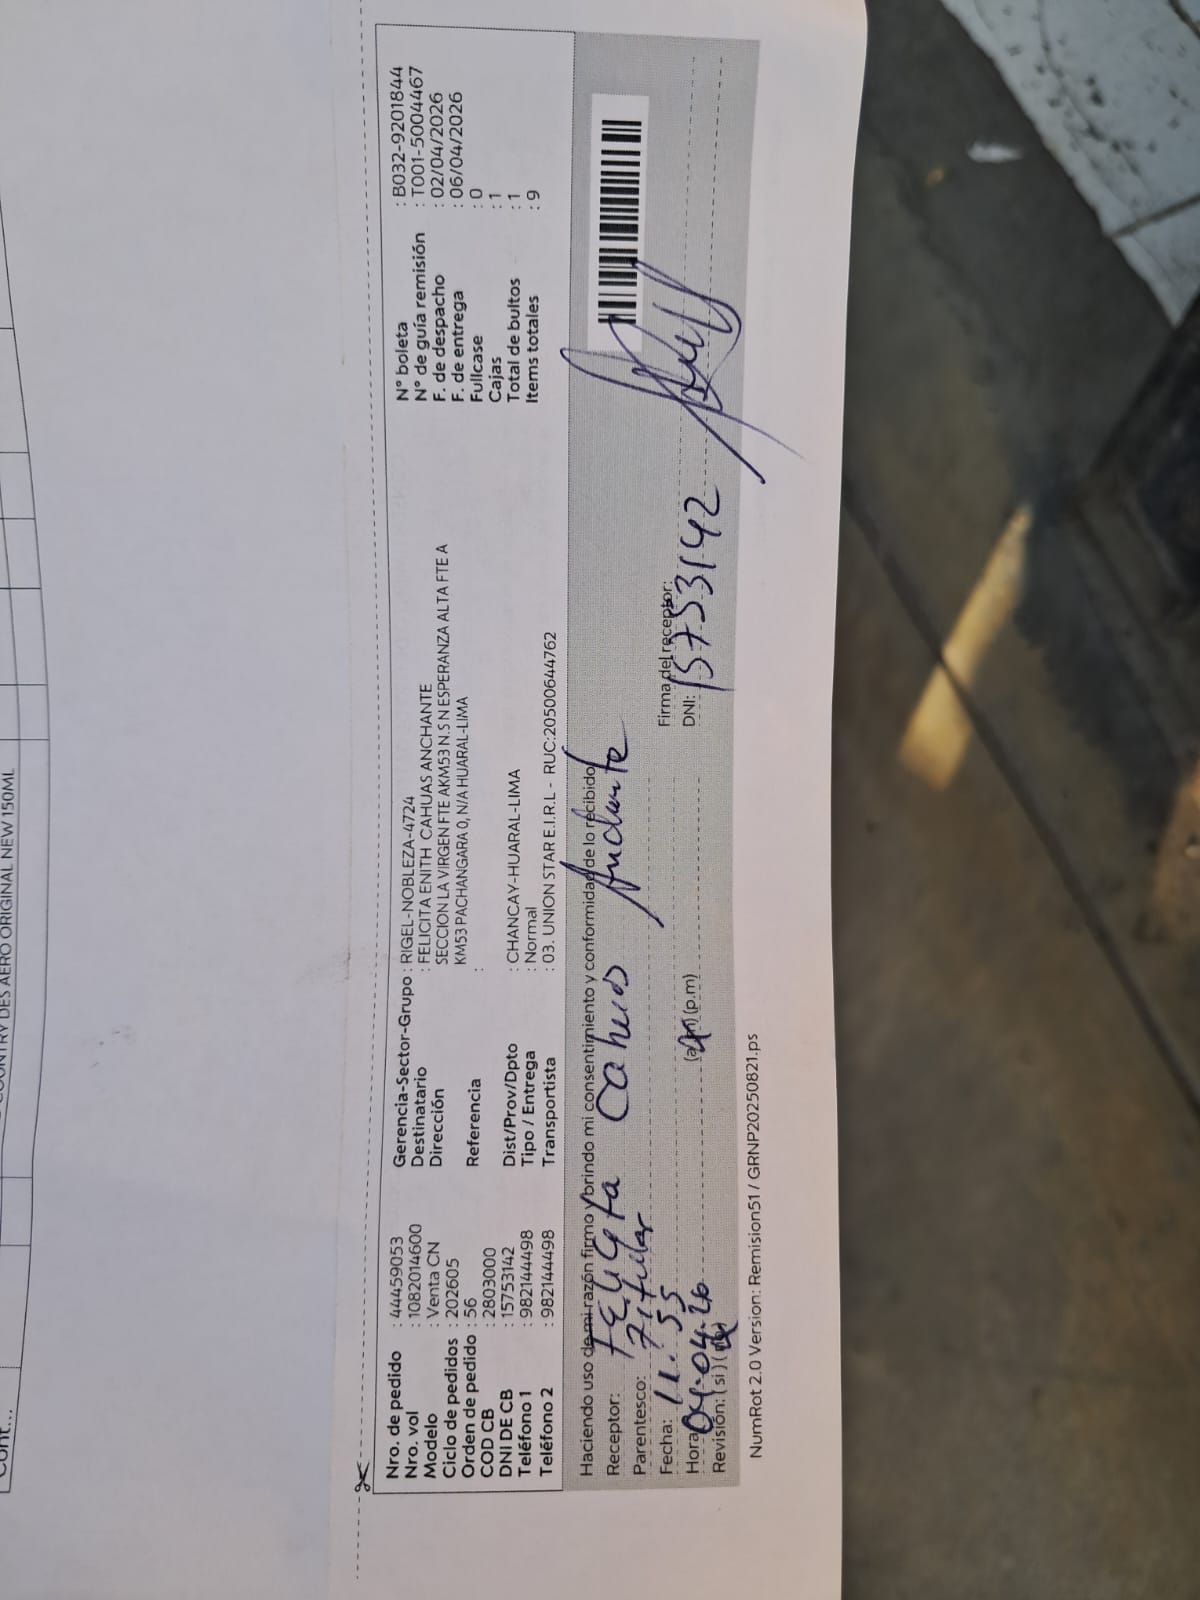 COUNTRY DES AERO ORIGINAL NEW 150ML
Cont...
Nro. de pedido : 44459053
Nro. vol : 1082014600
Modelo : Venta CN
Ciclo de pedidos : 202605
Orden de pedido : 56
COD CB : 2803000
DNI DE CB : 15753142
Teléfono 1 : 982144498
Teléfono 2 : 982144498
Gerencia-Sector-Grupo : RIGEL-NOBLEZA-4724
Destinatario : FELICITA ENITH CAHUAS ANCHANTE
Dirección SECCION LA VIRGEN FTE AKM53 N.S N ESPERANZA ALTA FTE A
KM53 PACHANGARA 0, N/A HUARAL-LIMA
Referencia :
Dist/Prov/Dpto : CHANCAY-HUARAL-LIMA
Tipo / Entrega : Normal
Transportista : 03. UNION STAR E.I.R.L - RUC:20500644762
N° boleta : B032-9201844
N° de guía remisión : T001-5004467
F. de despacho : 02/04/2026
F. de entrega : 06/04/2026
Fullcase : 0
Cajas : 1
Total de bultos : 1
Items totales : 9
Haciendo uso de mi razón firmo y brindo mi consentimiento y conformidad de lo recibido
Receptor: Cahuas
Parentesco: Titular
Fecha: 11:55
Hora: 04-04-26 (a.m) (p.m)
Revisión: ( si ) ( no )
Firma del receptor:
DNI: 15753142
NumRot 2.0 Version: Remision51 / GRNP20250821.ps